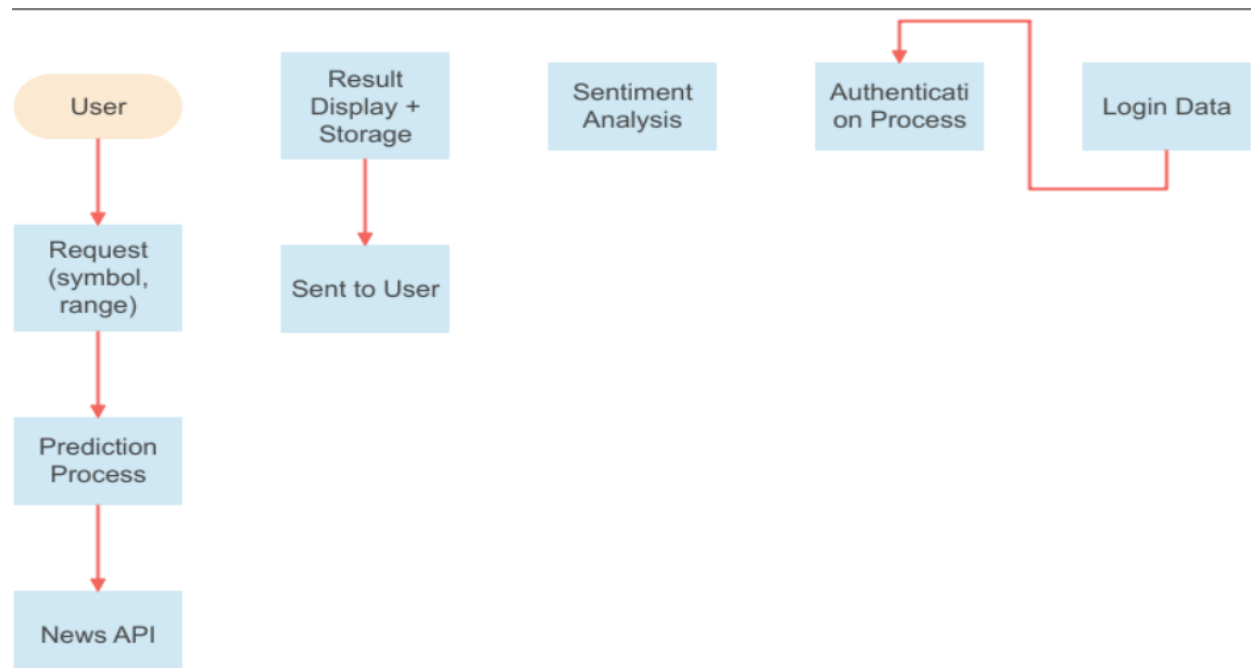 User
Request
(symbol,
range)
Prediction
Process
News API
Result
Display +
Storage
Sent to User
Sentiment
Analysis
Authenticati
on Process
Login Data